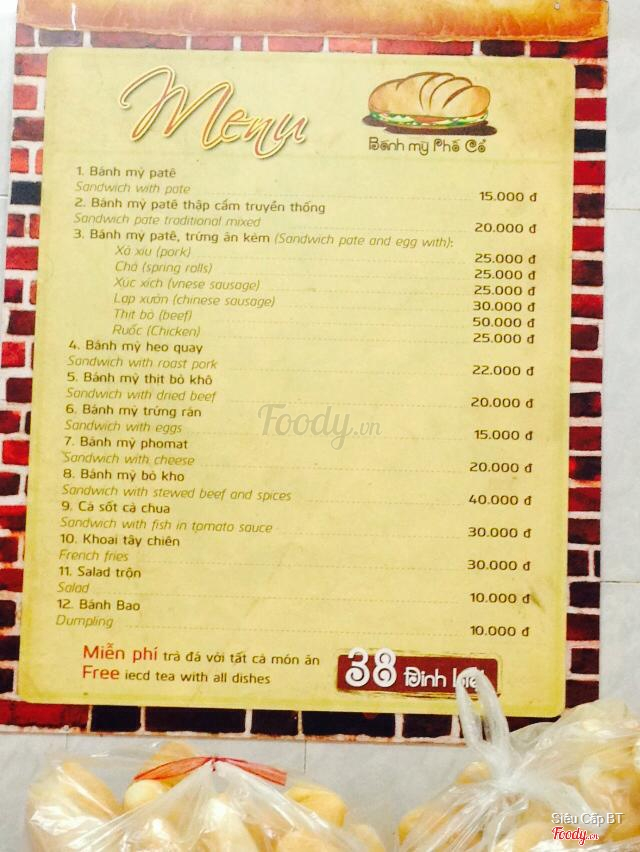 Menu
Bánh mỳ Phố Cổ
1. Bánh mỳ patê
Sandwich with pate 15.000 đ
2. Bánh mỳ patê thập cẩm truyền thống
Sandwich pate traditional mixed 20.000 đ
3. Bánh mỳ patê, trứng ăn kèm (Sandwich pate and egg with):
Xá xíu (pork) 25.000 đ
Chả (spring rolls) 25.000 đ
Xúc xích (vnese sausage) 25.000 đ
Lạp xườn (chinese sausage) 30.000 đ
Thịt bò (beef) 50.000 đ
Ruốc (Chicken) 25.000 đ
4. Bánh mỳ heo quay
Sandwich with roast pork 22.000 đ
5. Bánh mỳ thịt bò khô
Sandwich with dried beef 20.000 đ
6. Bánh mỳ trứng rán
Sandwich with eggs 15.000 đ
7. Bánh mỳ phomat
Sandwich with cheese 20.000 đ
8. Bánh mỳ bò kho
Sandwich with stewed beef and spices 40.000 đ
9. Cá sốt cà chua
Sandwich with fish in tomato sauce 30.000 đ
10. Khoai tây chiên
French fries 30.000 đ
11. Salad trộn
Salad 10.000 đ
12. Bánh Bao
Dumpling 10.000 đ
Miễn phí trà đá với tất cả món ăn
Free iecd tea with all dishes
38 Đinh
Foody.vn
Siêu Cấp BT
Foody.vn